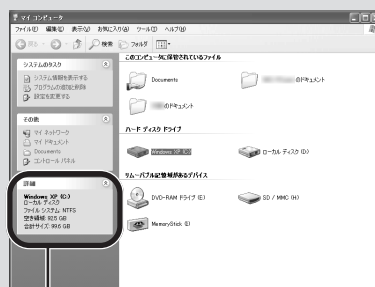 マイ コンピュータ
ファイル(F) 編集(E) 表示(V) お気に入り(A) ツール(T) ヘルプ(H)
戻る 検索 フォルダ
システムのタスク
システム情報を表示する
プログラムの追加と削除
設定を変更する
その他
マイ ネットワーク
マイ ドキュメント
Documents
コントロール パネル
詳細
Windows XP (C:)
ローカル ディスク
ファイル システム: NTFS
空き領域: 92.5 GB
合計サイズ: 99.6 GB
このコンピュータに保管されているファイル
Documents
のドキュメント
のドキュメント
ハード ディスク ドライブ
Windows XP (C:)
ローカル ディスク (D:)
リムーバブル記憶域があるデバイス
DVD-RAM ドライブ (E:)
SD / MMC (H:)
MemoryStick (I:)